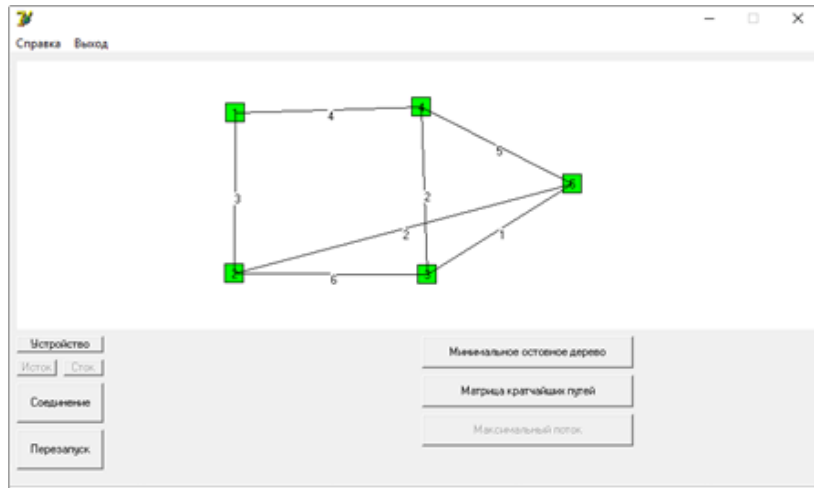 Справка Выход
4
5
3
2
2
1
2
6
Устройство
Исток Сток
Соединение
Перезапуск
Минимальное остовное дерево
Матрица кратчайших путей
Максимальный поток